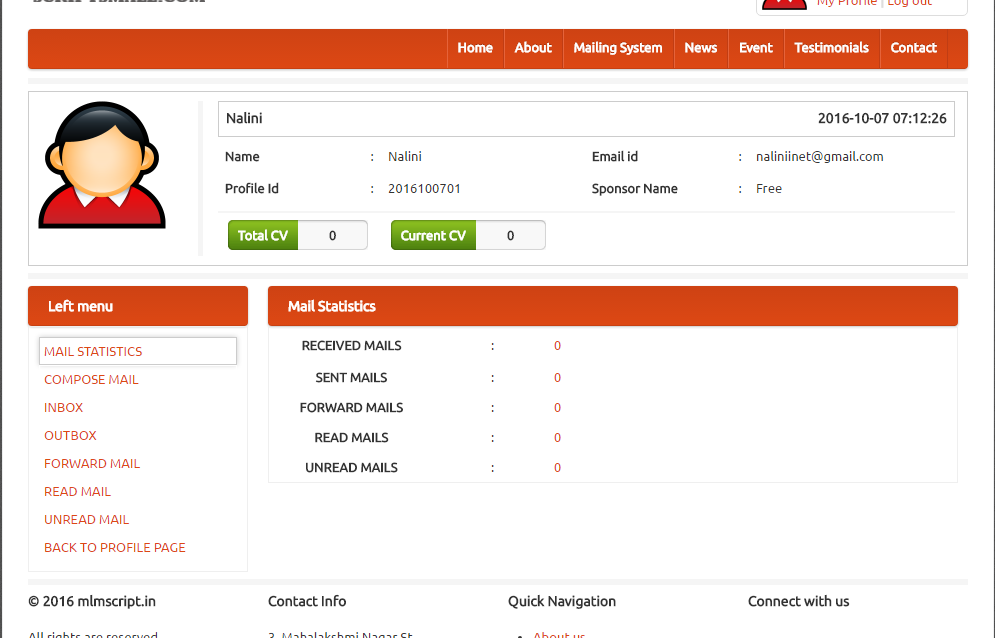 My Profile | Log out
Home About Mailing System News Event Testimonials Contact
Nalini 2016-10-07 07:12:26
Name : Nalini Email id : naliniinet@gmail.com
Profile Id : 2016100701 Sponsor Name : Free
Total CV 0 Current CV 0
Left menu
MAIL STATISTICS
COMPOSE MAIL
INBOX
OUTBOX
FORWARD MAIL
READ MAIL
UNREAD MAIL
BACK TO PROFILE PAGE
Mail Statistics
RECEIVED MAILS : 0
SENT MAILS : 0
FORWARD MAILS : 0
READ MAILS : 0
UNREAD MAILS : 0
© 2016 mlmscript.in Contact Info Quick Navigation Connect with us
All rights are reserved 3, Mahalakshmi Nagar St • About us